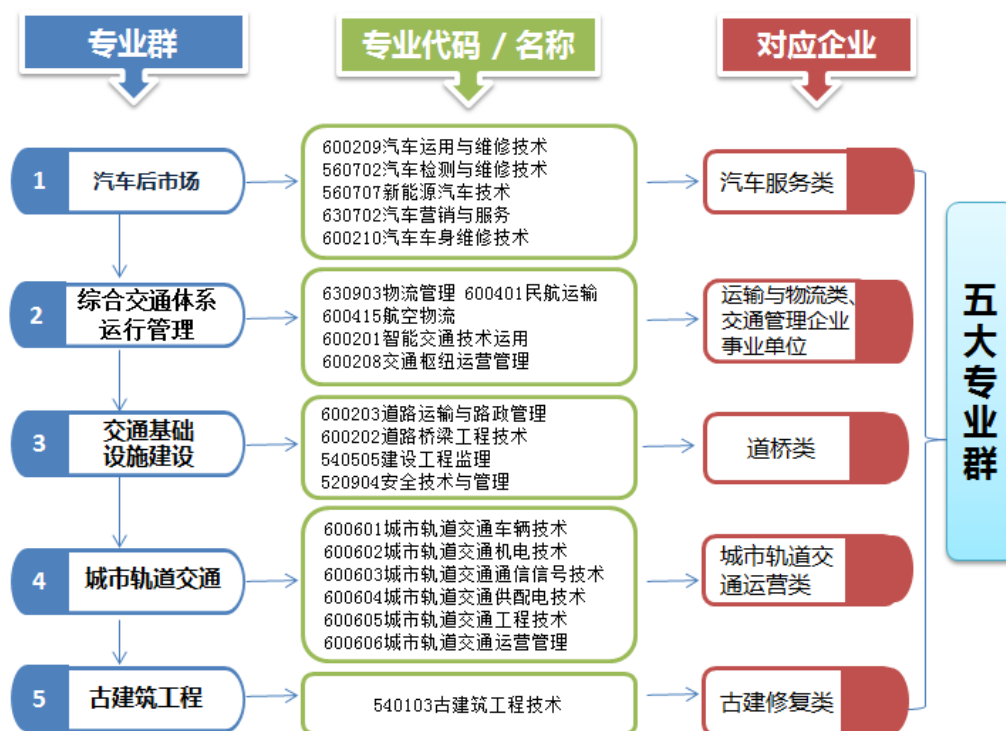 专业群
专业代码 / 名称
对应企业
1
汽车后市场
600209汽车运用与维修技术
560702汽车检测与维修技术
560707新能源汽车技术
630702汽车营销与服务
600210汽车车身维修技术
汽车服务类
2
综合交通体系
运行管理
630903物流管理 600401民航运输
600415航空物流
600201智能交通技术运用
600208交通枢纽运营管理
运输与物流类、
交通管理企业
事业单位
3
交通基础
设施建设
600203道路运输与路政管理
600202道路桥梁工程技术
540505建设工程监理
520904安全技术与管理
道桥类
4
城市轨道交通
600601城市轨道交通车辆技术
600602城市轨道交通机电技术
600603城市轨道交通通信信号技术
600604城市轨道交通供配电技术
600605城市轨道交通工程技术
600606城市轨道交通运营管理
城市轨道交
通运营类
5
古建筑工程
540103古建筑工程技术
古建修复类
五大专业群